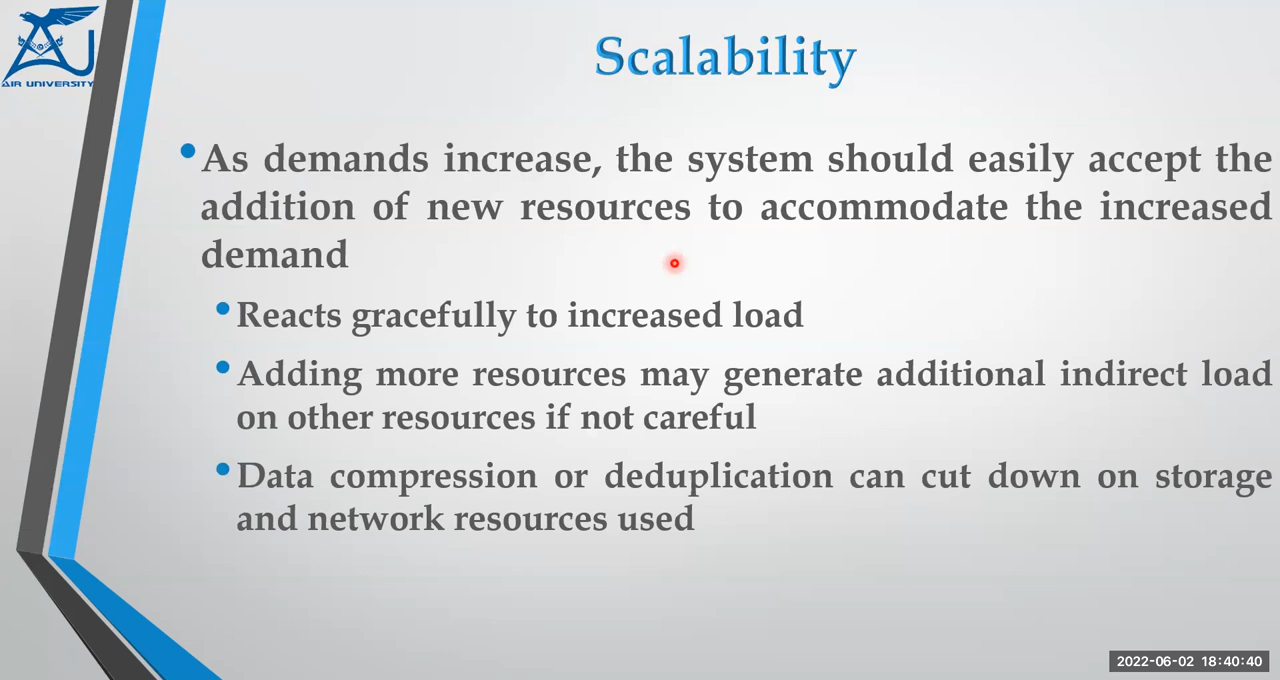 AIR UNIVERSITY
Scalability
•As demands increase, the system should easily accept the
addition of new resources to accommodate the increased
demand
•Reacts gracefully to increased load
•Adding more resources may generate additional indirect load
on other resources if not careful
•Data compression or deduplication can cut down on storage
and network resources used
2022-06-02 18:40:40